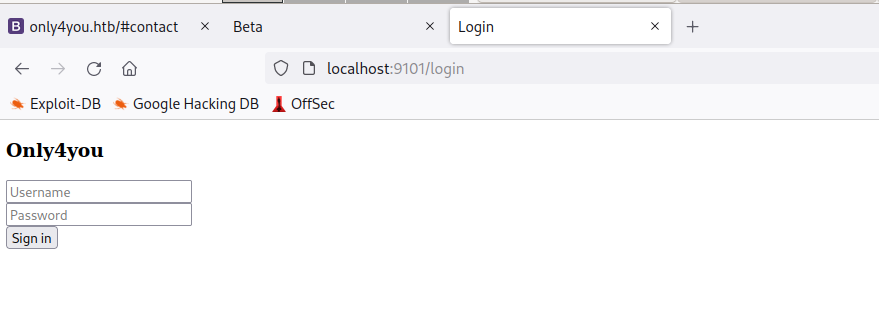 B only4you.htb/#contact Beta Login
localhost:9101/login
Exploit-DB Google Hacking DB OffSec
Only4you
Username
Password
Sign in